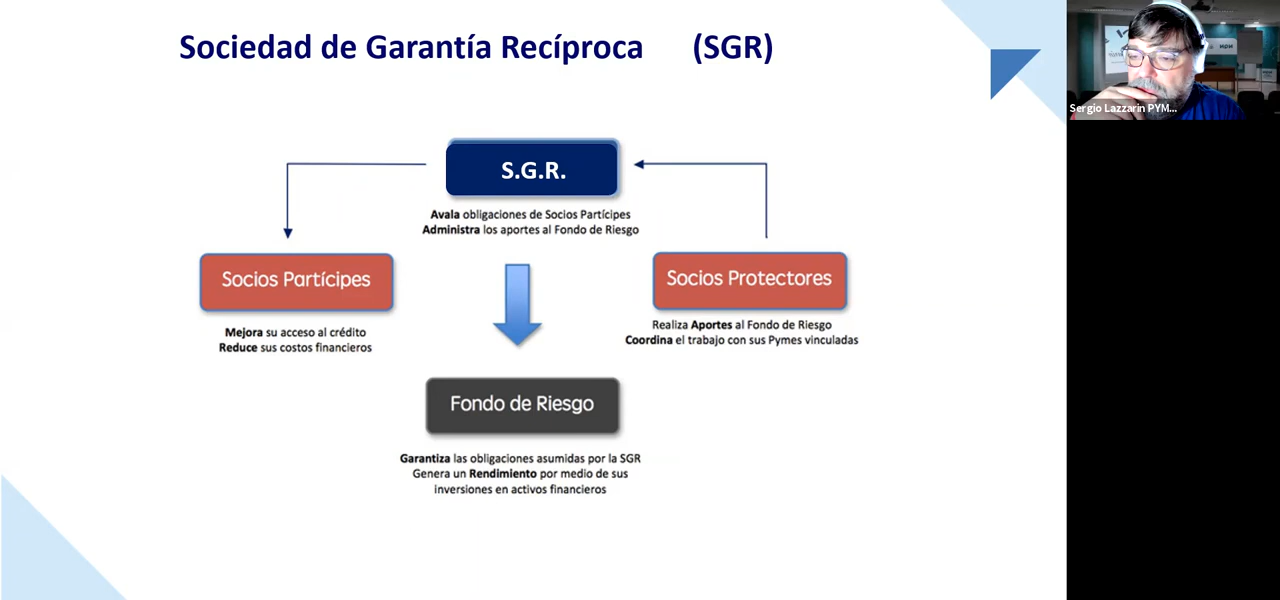 Sociedad de Garantía Recíproca (SGR)
Sergio Lazzarin PYM...
S.G.R.
Avala obligaciones de Socios Partícipes
Administra los aportes al Fondo de Riesgo
Socios Partícipes
Mejora su acceso al crédito
Reduce sus costos financieros
Socios Protectores
Realiza Aportes al Fondo de Riesgo
Coordina el trabajo con sus Pymes vinculadas
Fondo de Riesgo
Garantiza las obligaciones asumidas por la SGR
Genera un Rendimiento por medio de sus
inversiones en activos financieros